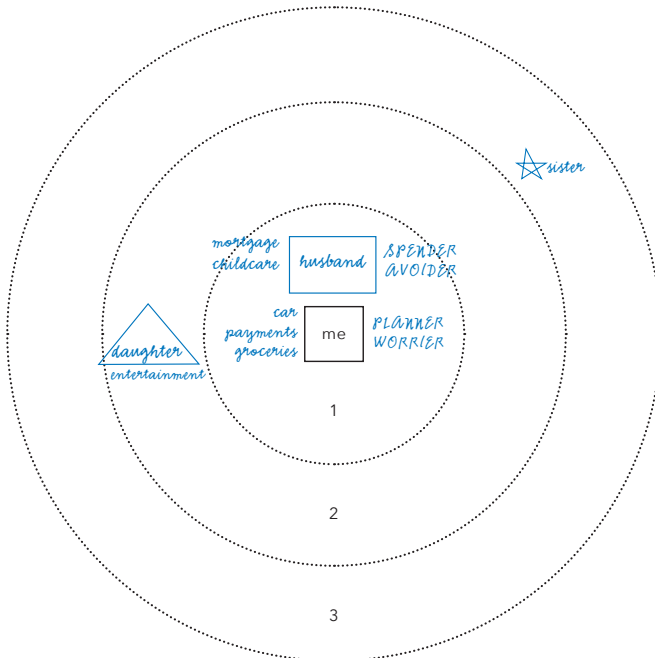 sister
mortgage
childcare
husband
SPENDER
AVOIDER
car
payments
groceries
me
PLANNER
WORRIER
daughter
entertainment
1
2
3